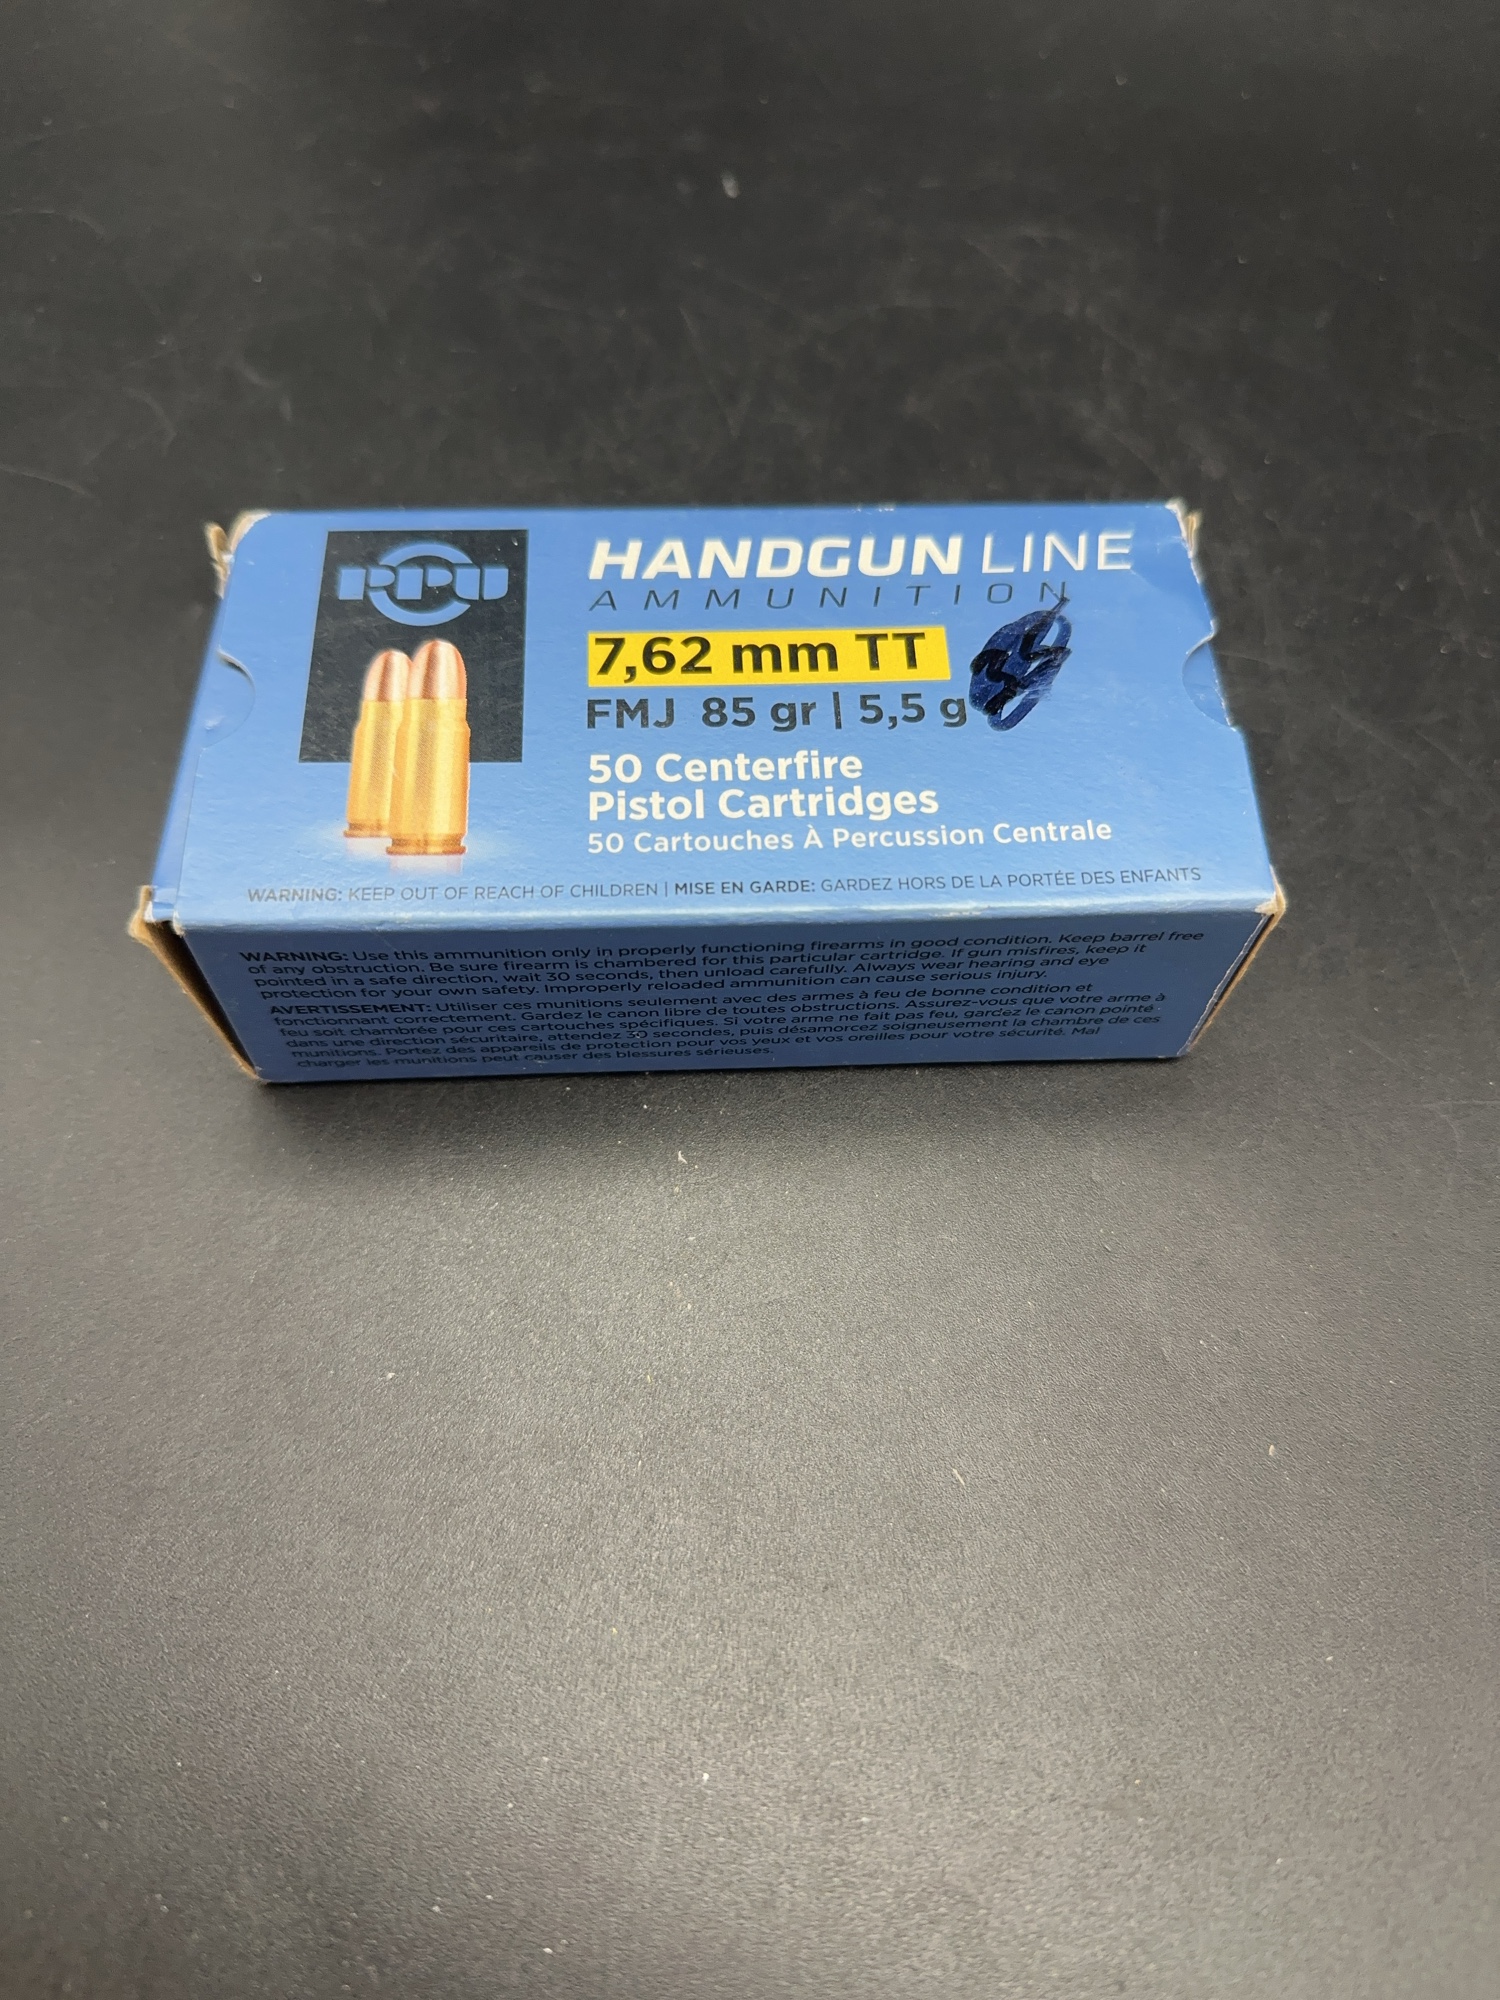 PPU
HANDGUN LINE
AMMUNITION
7,62 mm TT
FMJ 85 gr | 5,5 g
50 Centerfire
Pistol Cartridges
50 Cartouches À Percussion Centrale
WARNING: KEEP OUT OF REACH OF CHILDREN | MISE EN GARDE: GARDEZ HORS DE LA PORTÉE DES ENFANTS
WARNING: Use this ammunition only in properly functioning firearms in good condition. Keep barrel free
of any obstruction. Be sure firearm is chambered for this particular cartridge. If gun misfires, keep it
pointed in a safe direction, wait 30 seconds, then unload carefully. Always wear hearing and eye
protection for your own safety. Improperly reloaded ammunition can cause serious injury.
AVERTISSEMENT: Utiliser ces munitions seulement avec des armes à feu de bonne condition et
fonctionnant correctement. Gardez le canon libre de toutes obstructions. Assurez-vous que votre arme à
feu soit chambrée pour ces cartouches spécifiques. Si votre arme ne fait pas feu, gardez le canon pointé
dans une direction sécuritaire, attendez 30 secondes, puis désamorcez soigneusement la chambre de ces
munitions. Portez des appareils de protection pour vos yeux et vos oreilles pour votre sécurité. Mal
charger les munitions peut causer des blessures sérieuses.